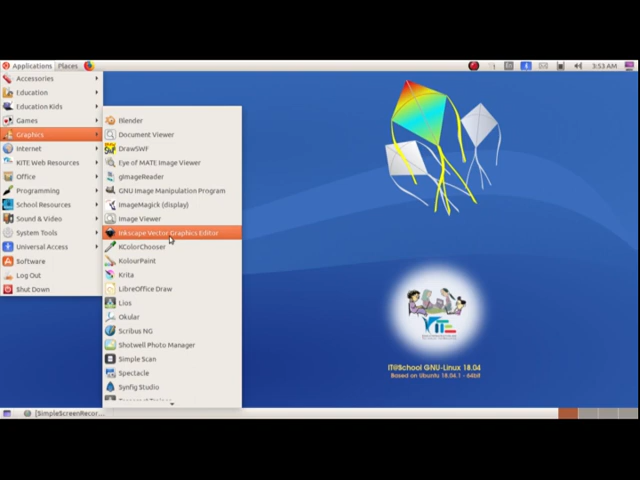 Applications Places
3:53 AM
Accessories
Education
Education Kids
Games
Graphics
Internet
KITE Web Resources
Office
Programming
School Resources
Sound & Video
System Tools
Universal Access
Software
Log Out
Shut Down
Blender
Document Viewer
DrawSWF
Eye of MATE Image Viewer
gImageReader
GNU Image Manipulation Program
ImageMagick (display)
Image Viewer
Inkscape Vector Graphics Editor
KColorChooser
KolourPaint
Krita
LibreOffice Draw
Lios
Okular
Scribus NG
Shotwell Photo Manager
Simple Scan
Spectacle
Synfig Studio
KITE
IT@School GNU-Linux 18.04
Based on Ubuntu 18.04.1 - 64bit
[SimpleScreenRecor...